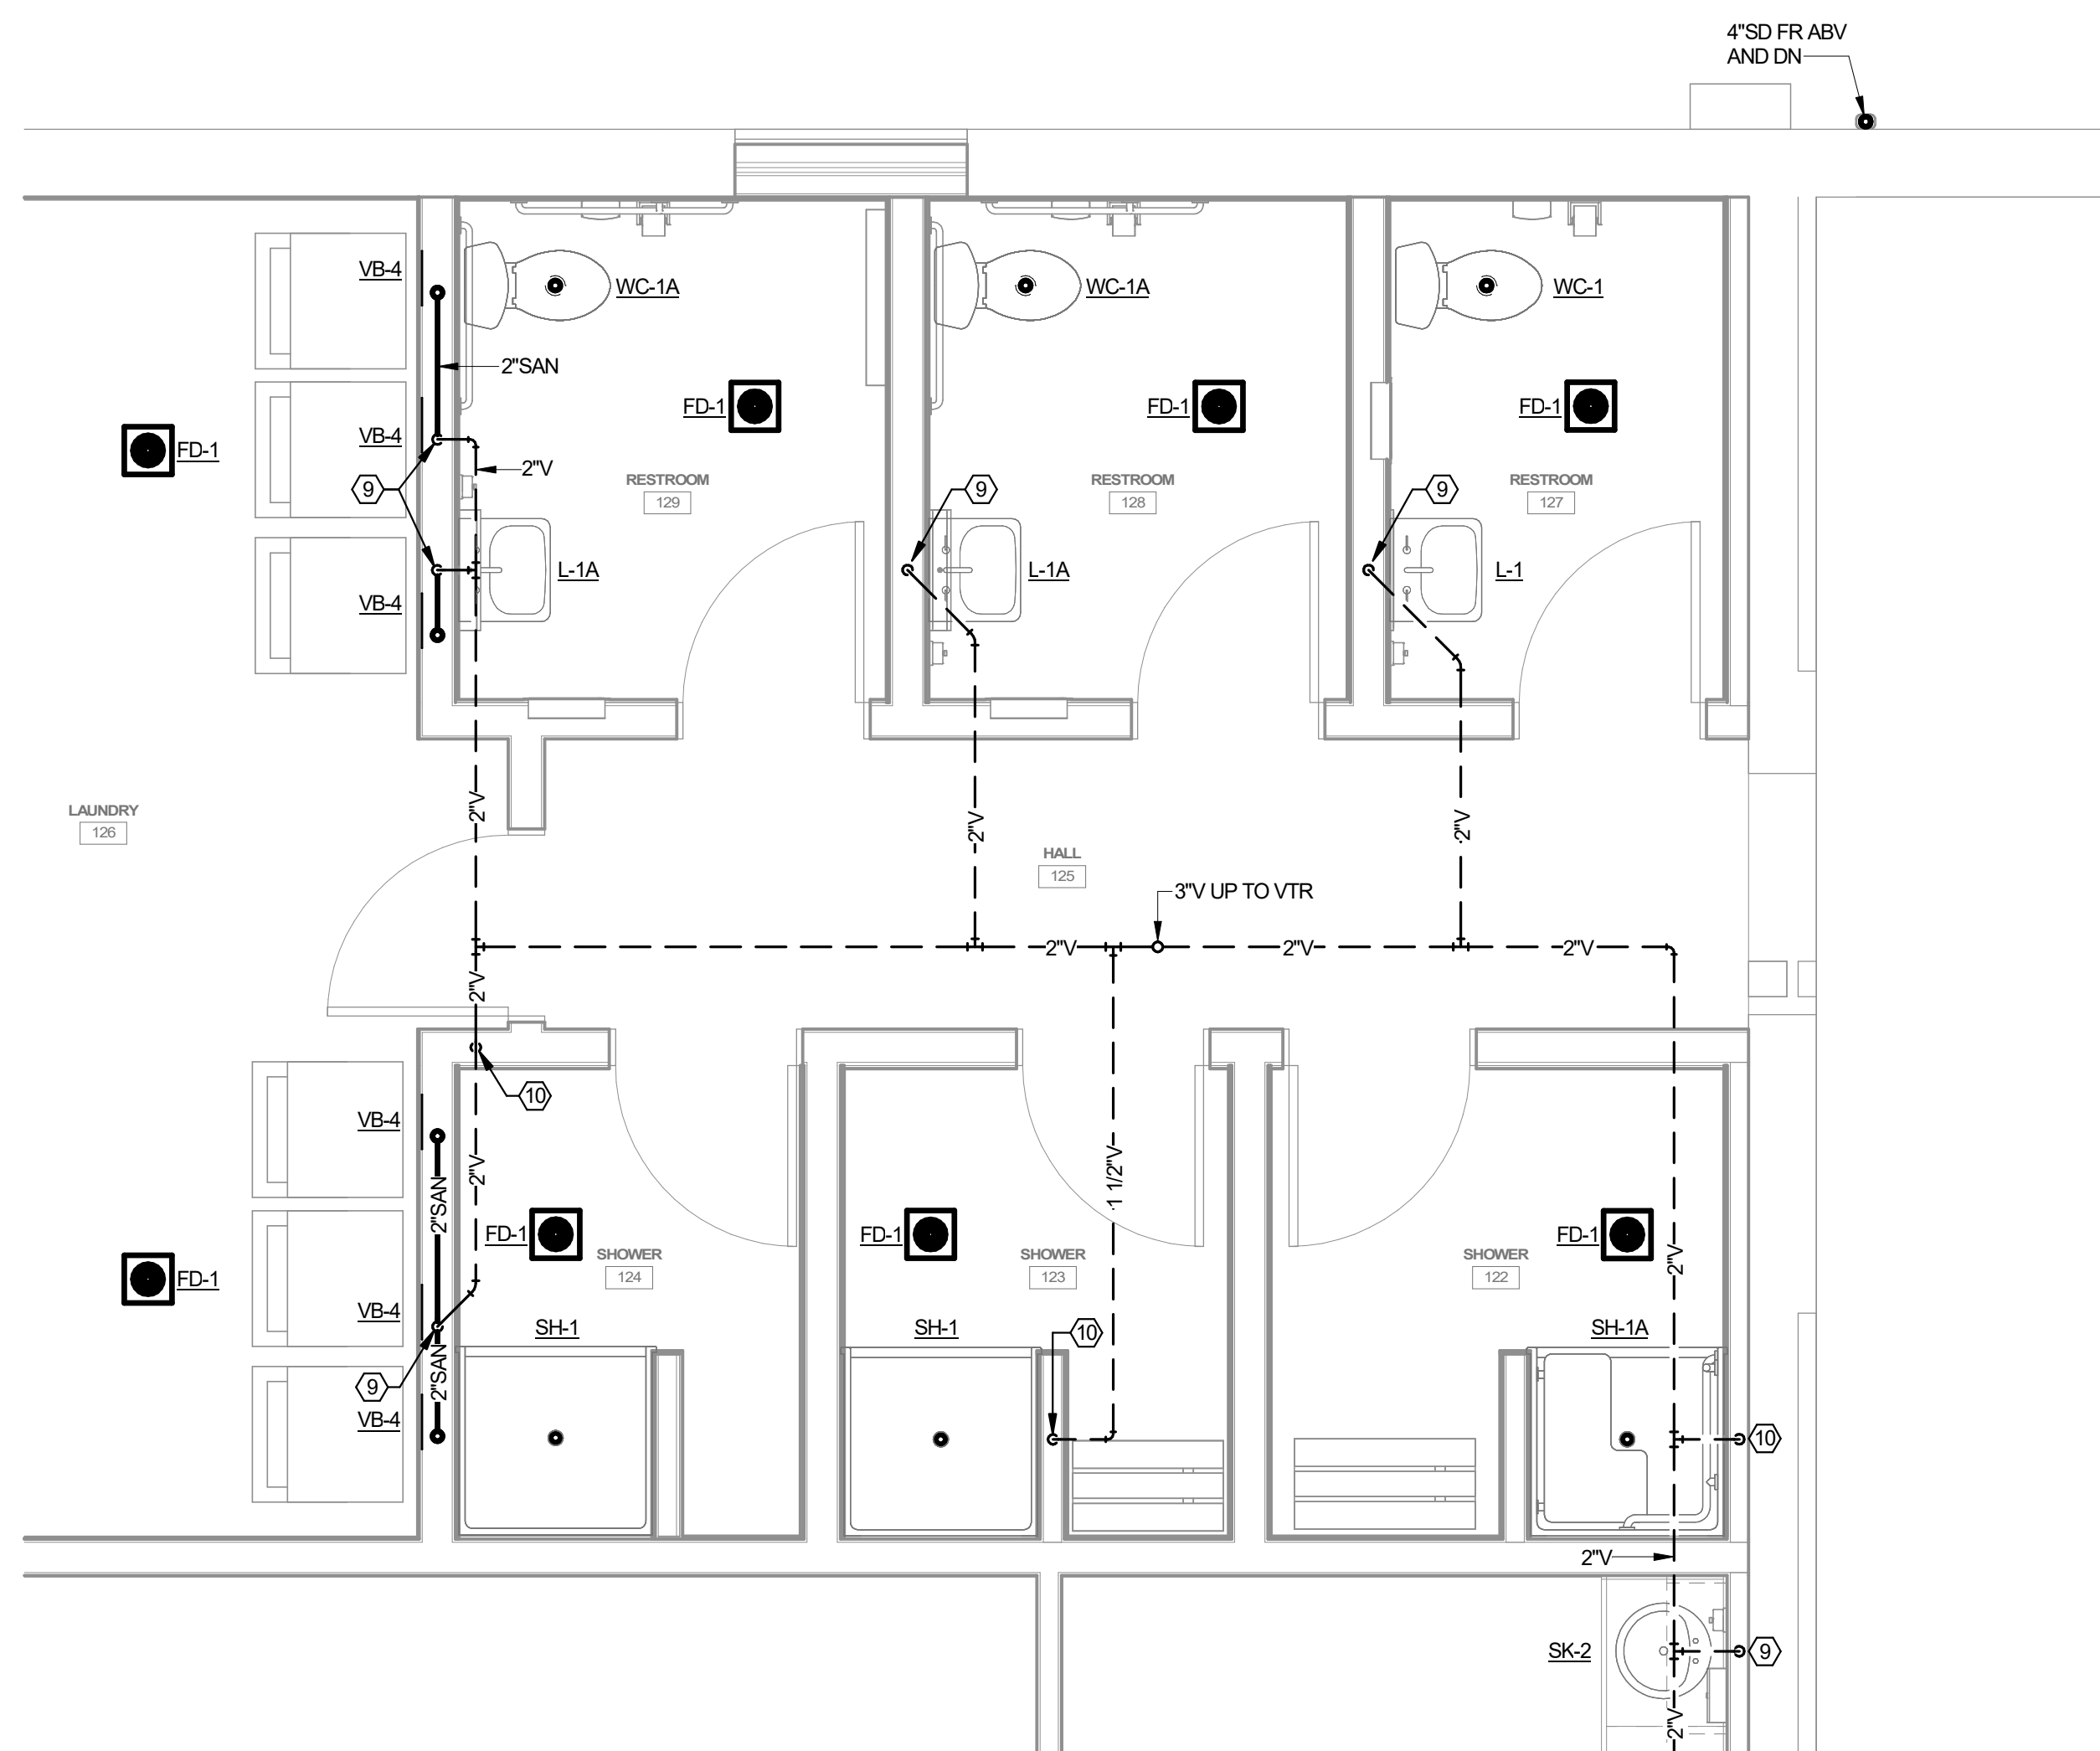 4"SD FR ABV
AND DN
VB-4
WC-1A
WC-1A
WC-1
2"SAN
FD-1
FD-1
FD-1
VB-4
FD-1
2"V
9
RESTROOM
129
9
RESTROOM
128
9
RESTROOM
127
L-1A
L-1A
L-1
VB-4
LAUNDRY
126
2"V
2"V
2"V
HALL
125
3"V UP TO VTR
2"V
2"V
2"V
2"V
10
VB-4
2"V
1 1/2"V
2"SAN
FD-1
FD-1
FD-1
SHOWER
124
SHOWER
123
SHOWER
122
2"V
FD-1
VB-4
SH-1
SH-1
SH-1A
10
2"SAN
9
VB-4
10
2"V
SK-2
9
2"V